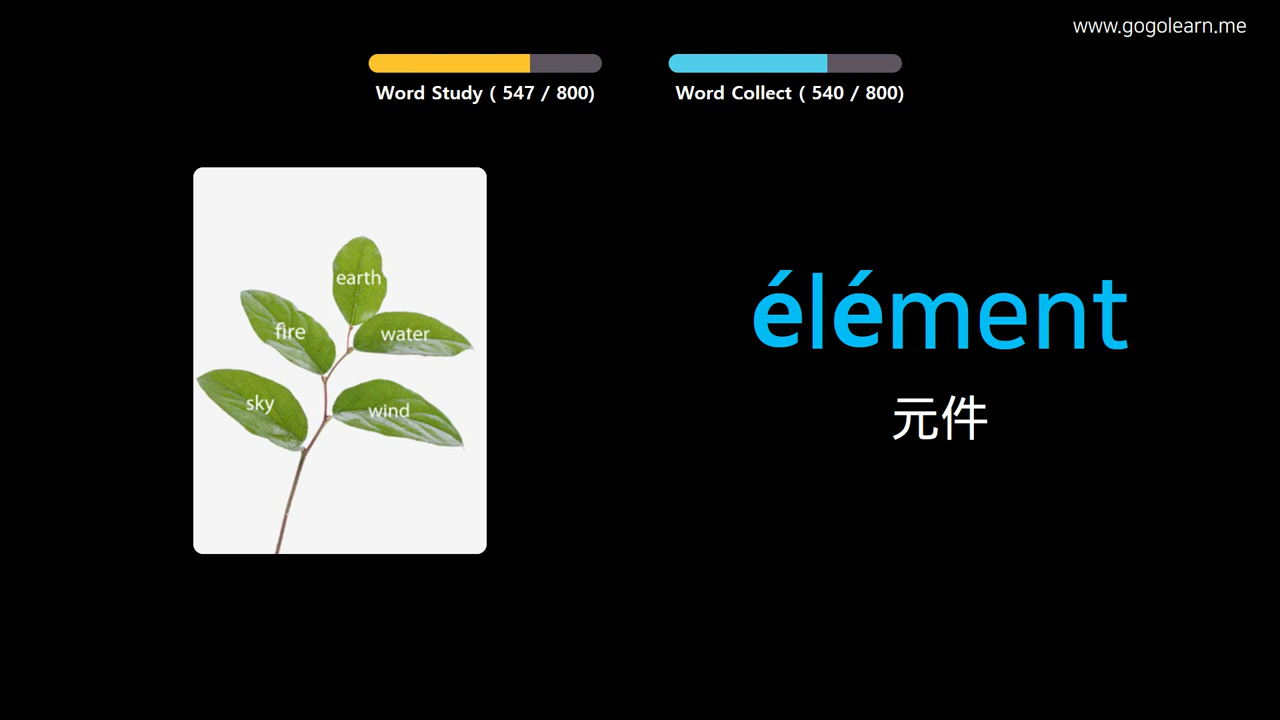 www.gogolearn.me
Word Study ( 547 / 800)
Word Collect ( 540 / 800)
earth
fire
water
sky
wind
élément
元件